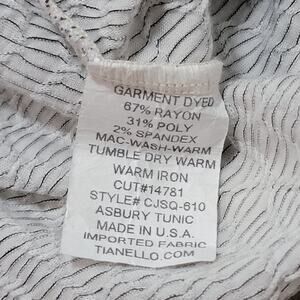 GARMENT DYED
67% RAYON
31% POLY
2% SPANDEX
MAC-WASH-WARM
TUMBLE DRY WARM
WARM IRON
CUT#14781
STYLE# CJSQ-610
ASBURY TUNIC
MADE IN U.S.A.
IMPORTED FABRIC
TIANELLO.COM